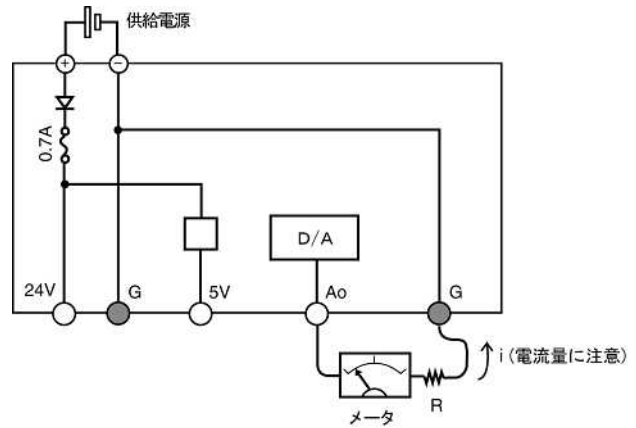 供給電源
+ −
0.7A
D/A
24V G 5V Ao G
i(電流量に注意)
メータ R